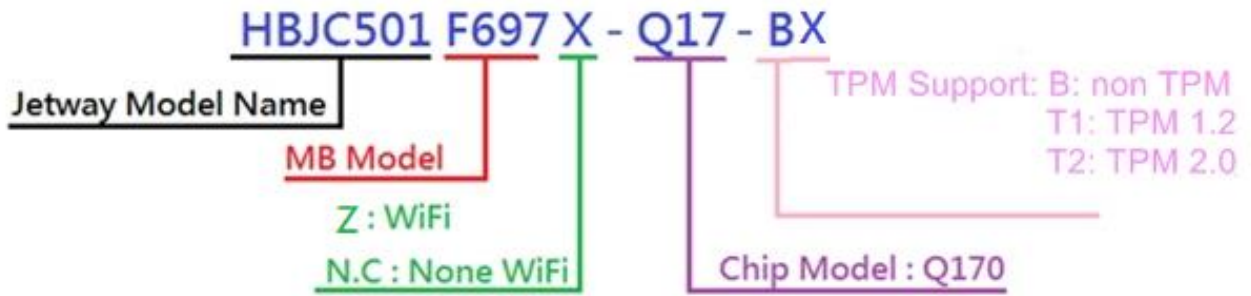 HBJC501 F697 X - Q17 - BX
TPM Support: B: non TPM
Jetway Model Name
T1: TPM 1.2
MB Model
T2: TPM 2.0
Z : WiFi
N.C : None WiFi
Chip Model : Q170